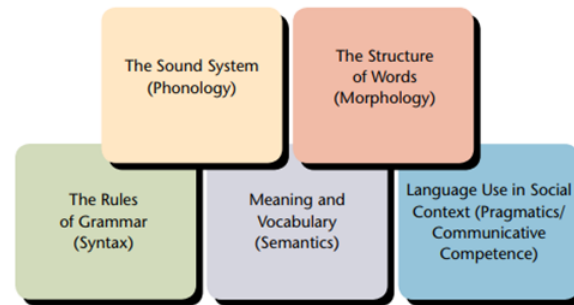 The Sound System
(Phonology)
The Structure
of Words
(Morphology)
The Rules
of Grammar
(Syntax)
Meaning and
Vocabulary
(Semantics)
Language Use in Social
Context (Pragmatics/
Communicative
Competence)